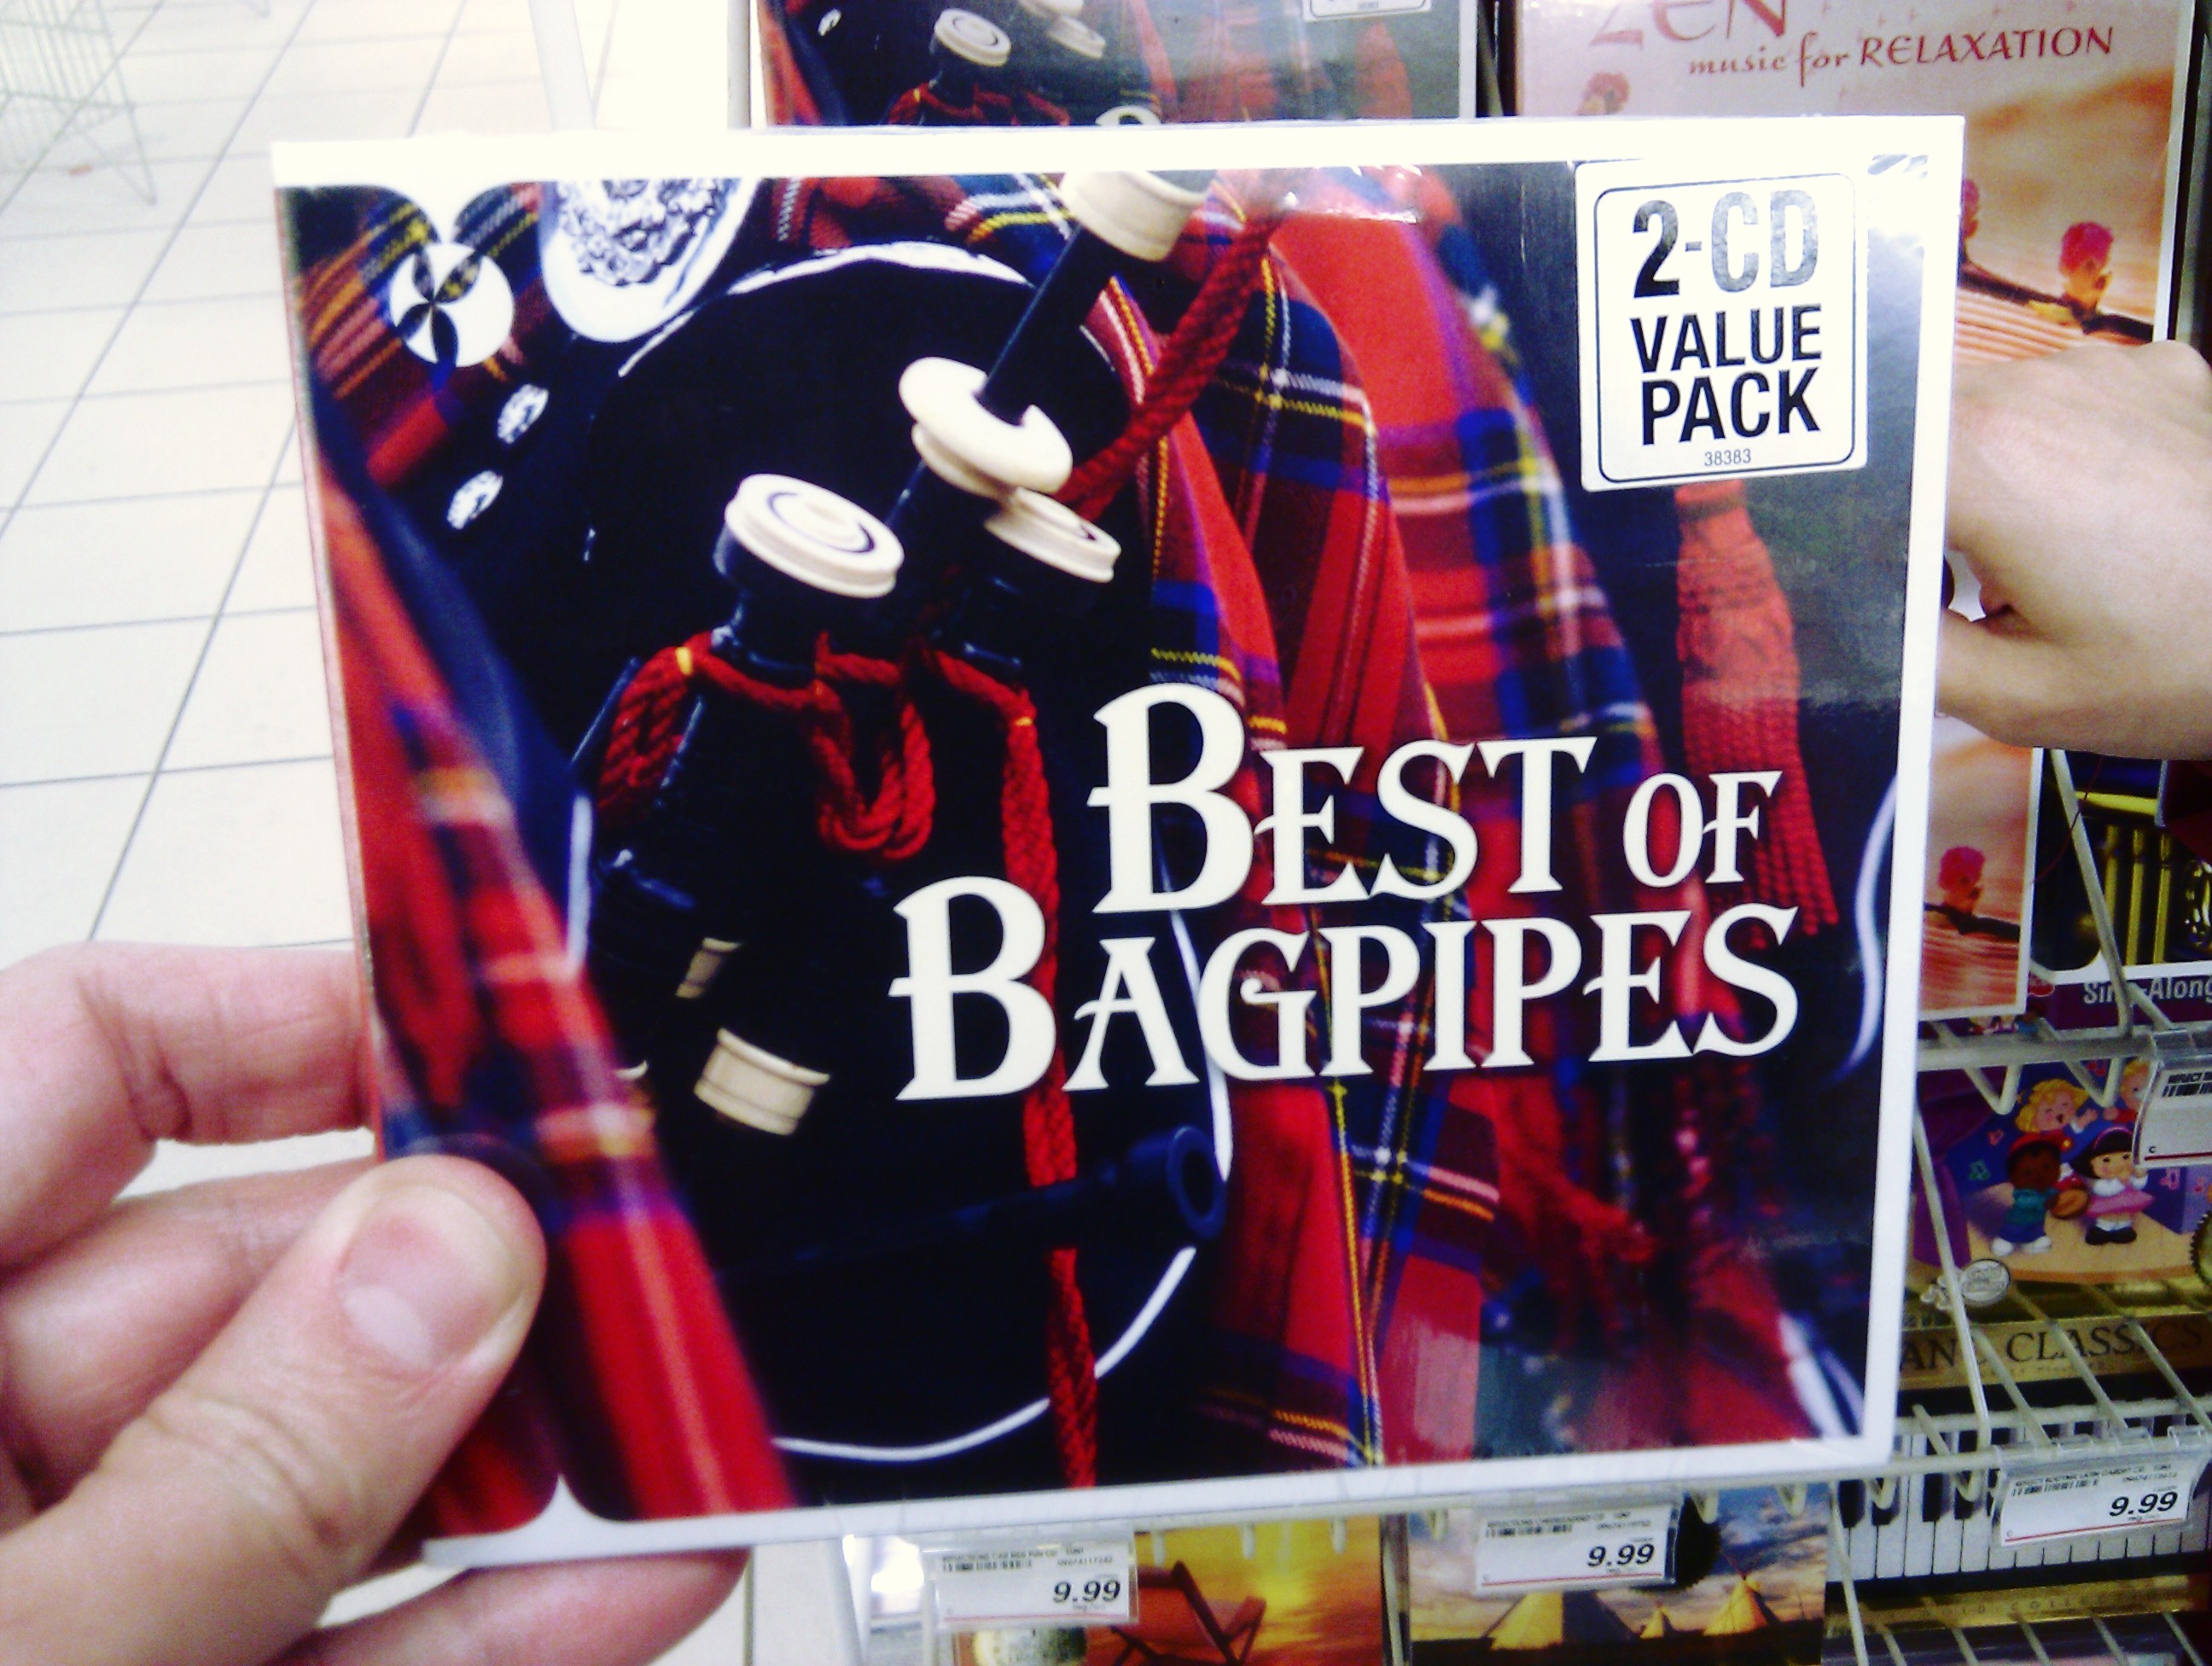 ZEN
music for RELAXATION
2-CD
VALUE
PACK
38383
BEST OF
BAGPIPES
Sing-Along
CLASSICS
9.99
9.99
9.99